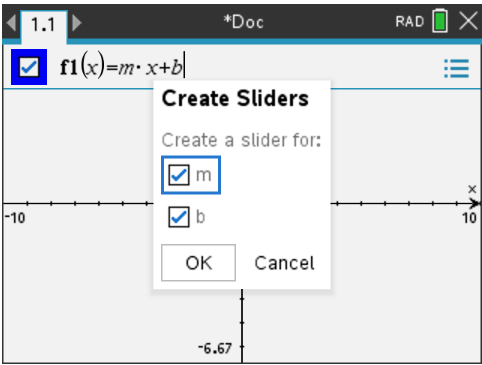 1.1 *Doc RAD
f1(x)=m· x+b
Create Sliders
Create a slider for:
m
b
OK Cancel
x
-10 10
-6.67